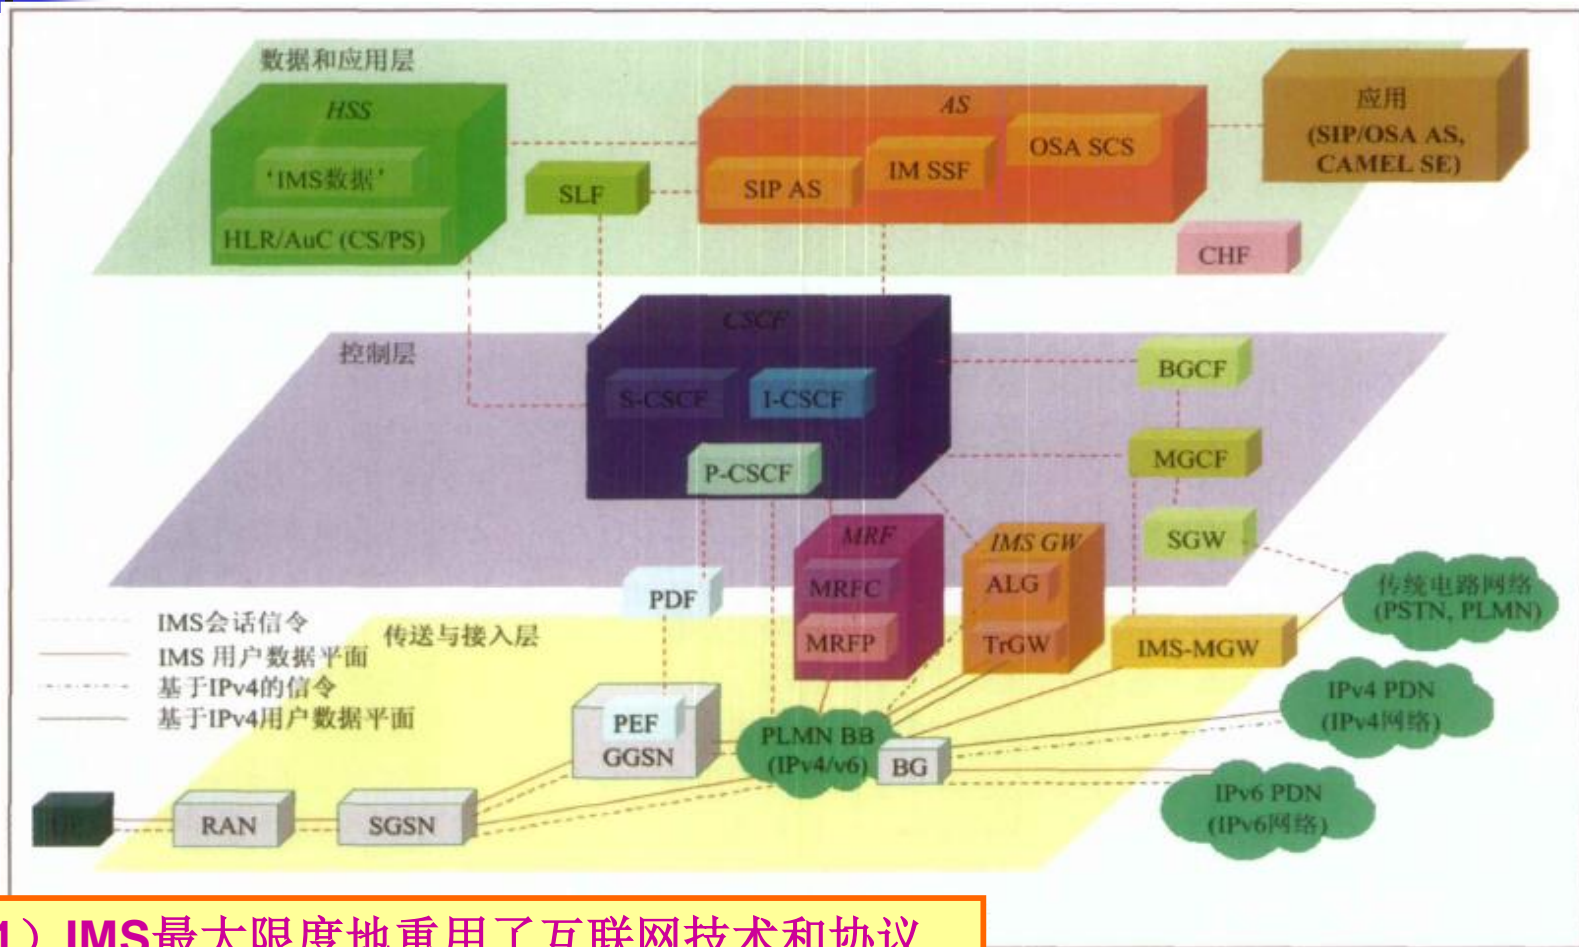 数据和应用层
HSS
'IMS数据'
HLR/AuC (CS/PS)
SLF
AS
SIP AS
IM SSF
OSA SCS
应用
(SIP/OSA AS,
CAMEL SE)
CHF
控制层
CSCF
S-CSCF
I-CSCF
P-CSCF
BGCF
MGCF
SGW
MRF
MRFC
MRFP
IMS GW
ALG
TrGW
PDF
IMS-MGW
传统电路网络
(PSTN, PLMN)
IMS会话信令
IMS 用户数据平面
基于IPv4的信令
基于IPv4用户数据平面
传送与接入层
PEF
GGSN
PLMN BB
(IPv4/v6)
BG
IPv4 PDN
(IPv4网络)
IPv6 PDN
(IPv6网络)
UE
RAN
SGSN
1）IMS最大限度地重用了互联网技术和协议